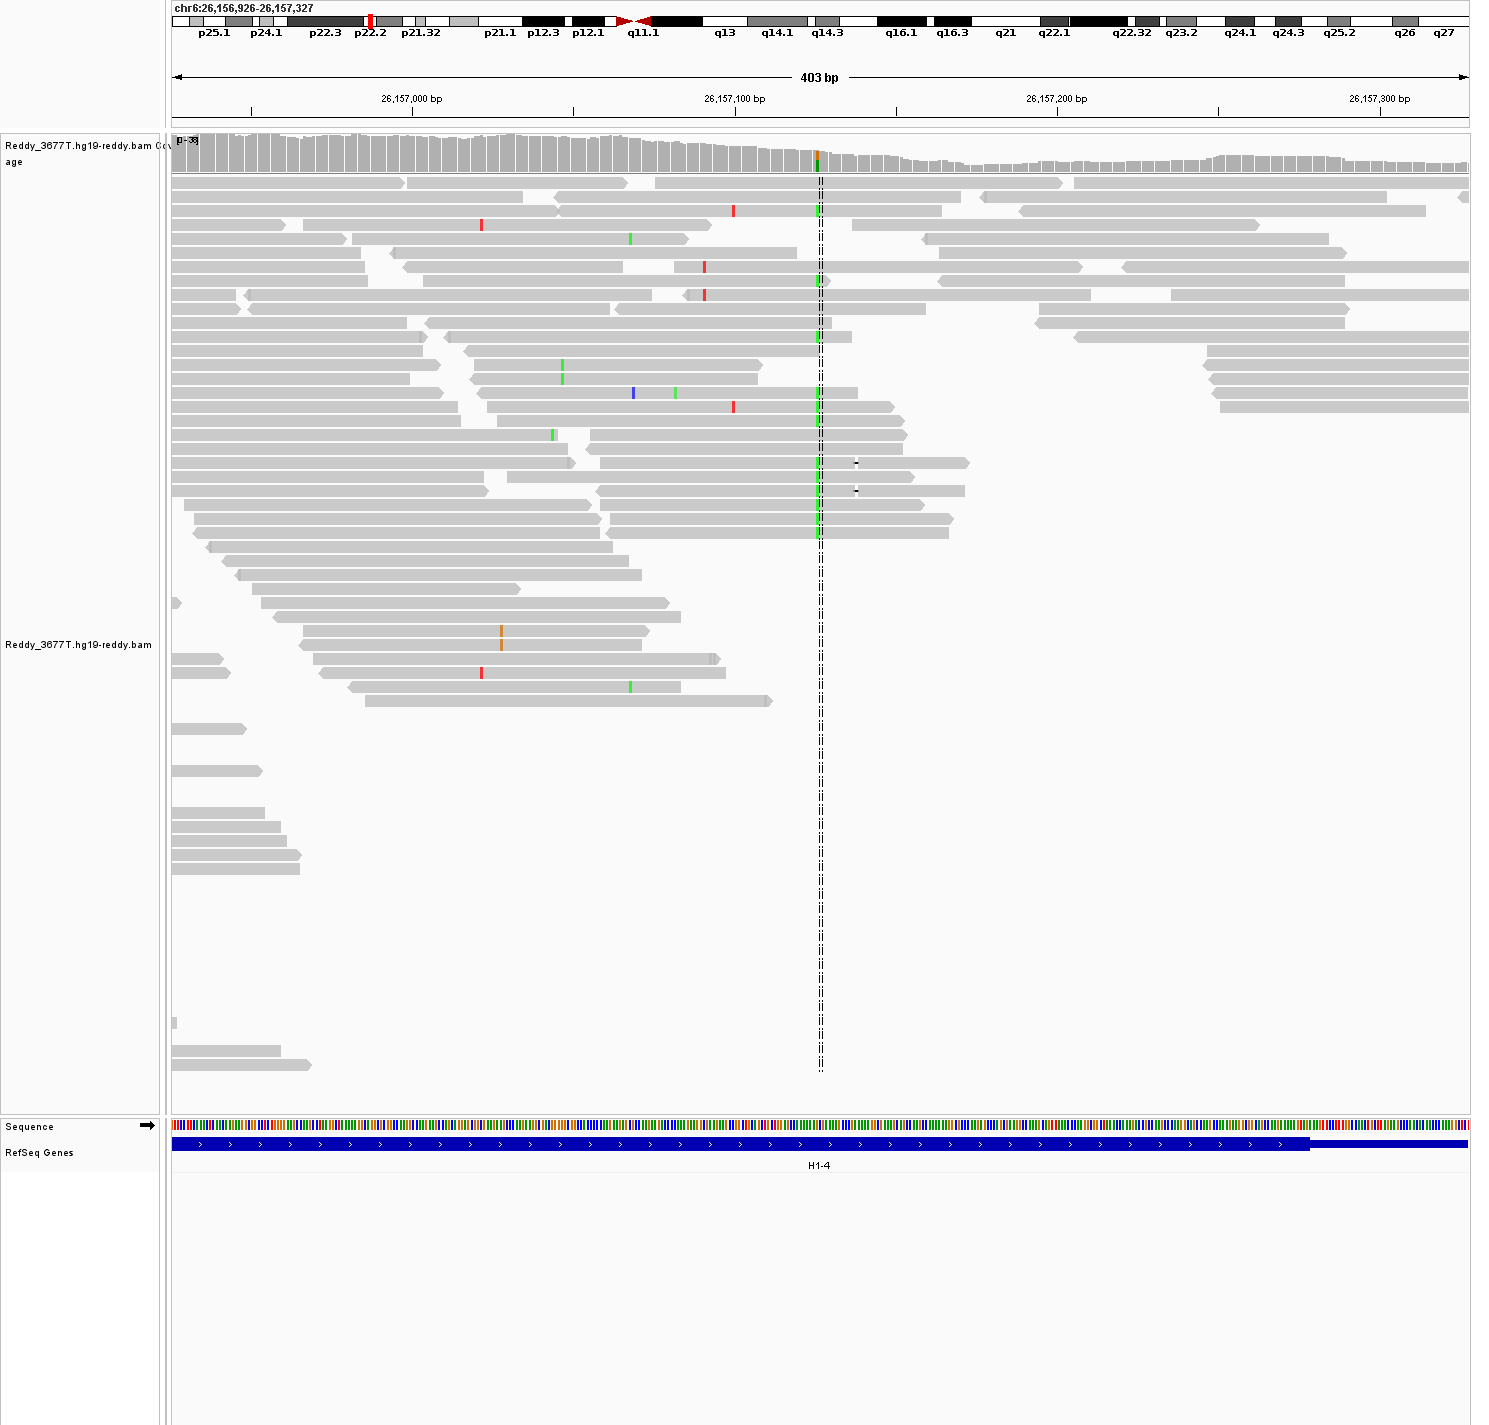 chr6:26,156,926-26,157,327
p25.1 p24.1 p22.3 p22.2 p21.32 p21.1 p12.3 p12.1 q11.1 q13 q14.1 q14.3 q16.1 q16.3 q21 q22.1 q22.32 q23.2 q24.1 q24.3 q25.2 q26 q27
403 bp
26,157,000 bp 26,157,100 bp 26,157,200 bp 26,157,300 bp
Reddy_3677T.hg19-reddy.bam Cov
age
Reddy_3677T.hg19-reddy.bam
Sequence
RefSeq Genes
H1-4